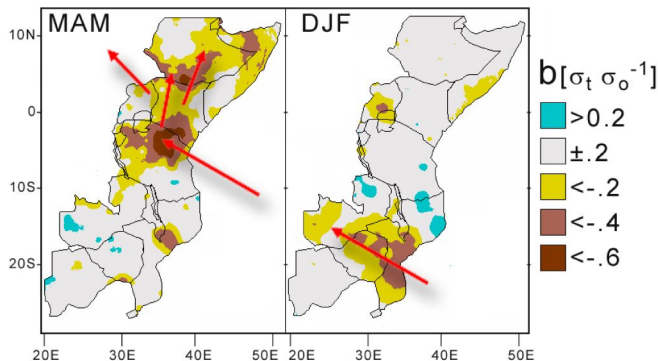 MAM
DJF
10N
0
10S
20S
20E 30E 40E 50E 20E 30E 40E 50E
b[σt σo⁻¹]
>0.2
±.2
<-.2
<-.4
<-.6